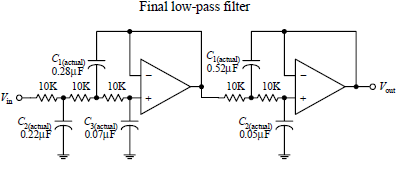 Final low-pass filter
C1(actual)
0.28µF
C1(actual)
0.52µF
10K 10K 10K
10K 10K
Vin
Vout
−
+
−
+
C2(actual)
0.22µF
C3(actual)
0.07µF
C2(actual)
0.05µF